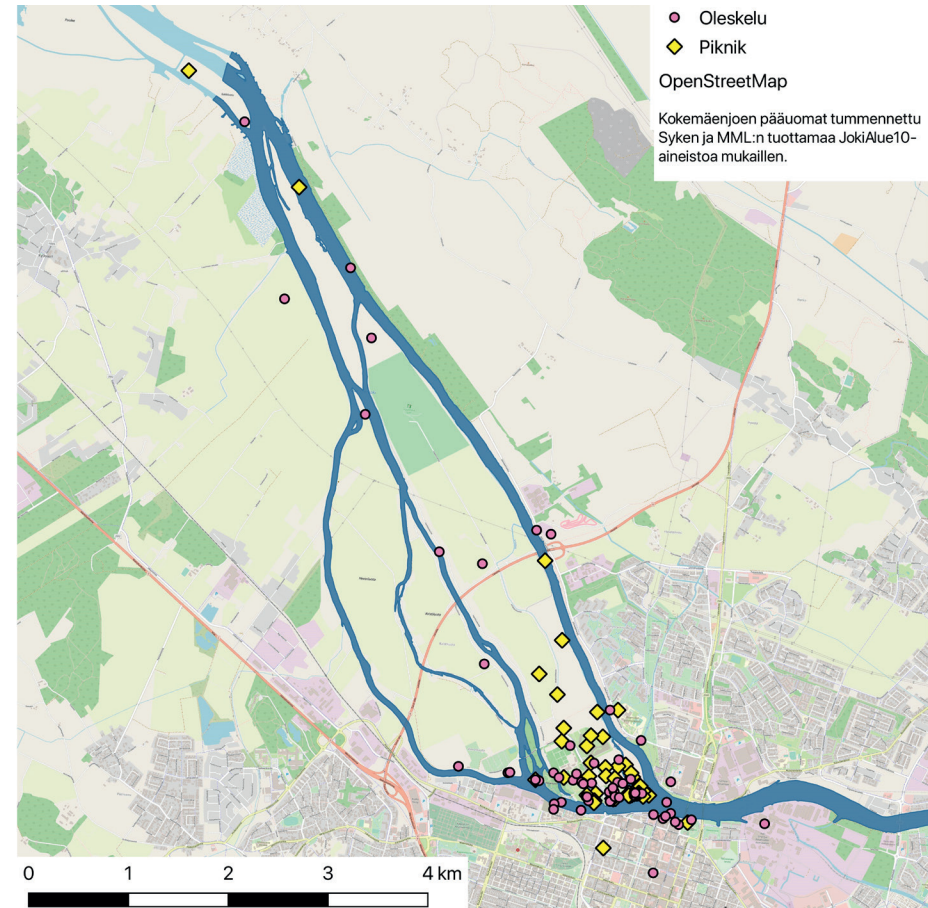 Oleskelu
Piknik
OpenStreetMap
Kokemäenjoen pääuomat tummennettu
Syken ja MML:n tuottamaa JokiAlue10-
aineistoa mukaillen.
0 1 2 3 4 km